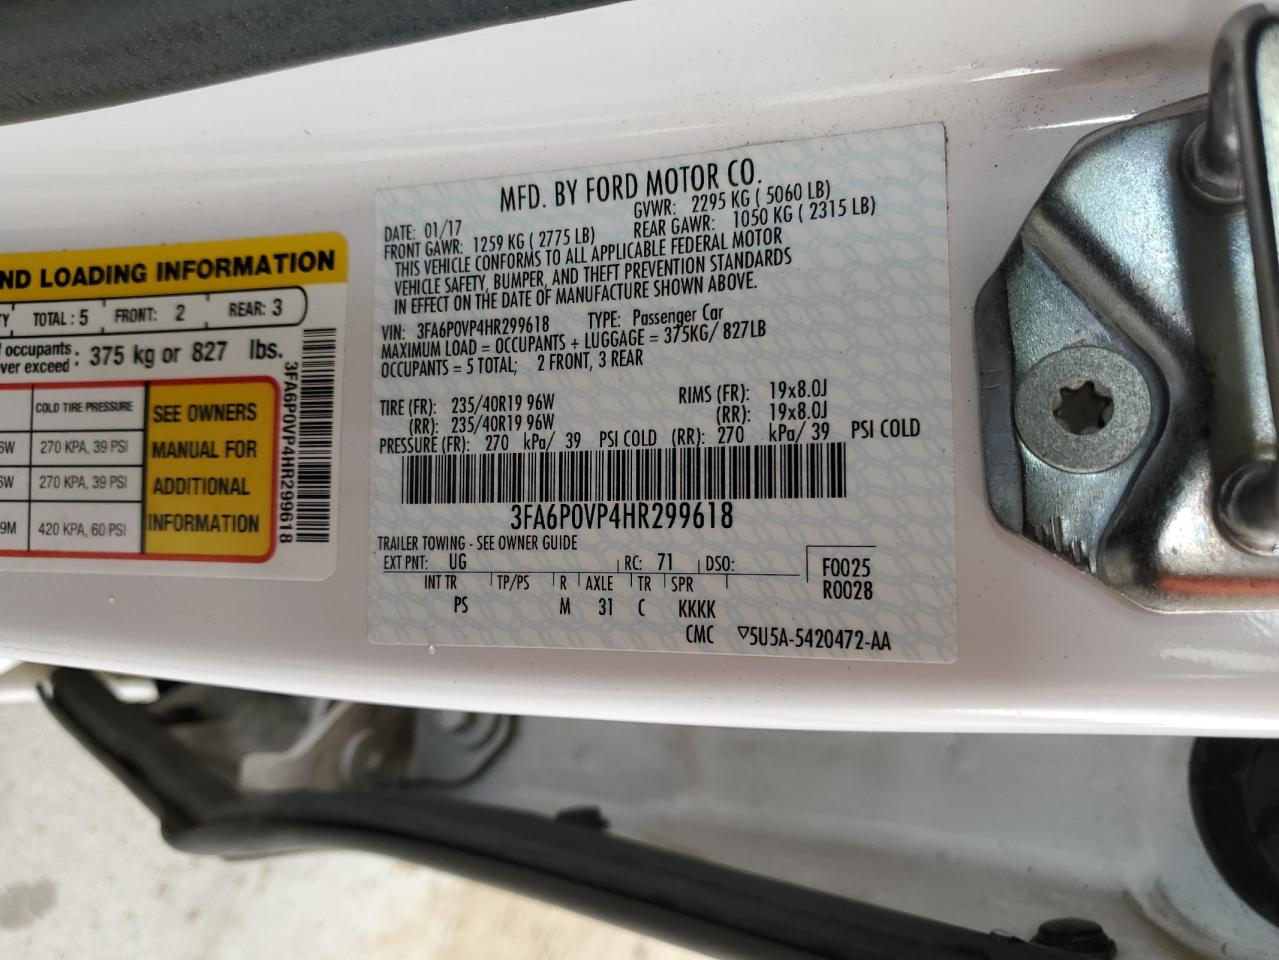 MFD. BY FORD MOTOR CO.
DATE: 01/17 GVWR: 2295 KG ( 5060 LB)
FRONT GAWR: 1259 KG ( 2775 LB) REAR GAWR: 1050 KG ( 2315 LB)
THIS VEHICLE CONFORMS TO ALL APPLICABLE FEDERAL MOTOR
VEHICLE SAFETY, BUMPER, AND THEFT PREVENTION STANDARDS
IN EFFECT ON THE DATE OF MANUFACTURE SHOWN ABOVE.
VIN: 3FA6P0VP4HR299618 TYPE: Passenger Car
MAXIMUM LOAD = OCCUPANTS + LUGGAGE = 375KG/ 827LB
OCCUPANTS = 5 TOTAL; 2 FRONT, 3 REAR
TIRE (FR): 235/40R19 96W RIMS (FR): 19x8.0J
(RR): 235/40R19 96W (RR): 19x8.0J
PRESSURE (FR): 270 kPa/ 39 PSI COLD (RR): 270 kPa/ 39 PSI COLD
3FA6P0VP4HR299618
TRAILER TOWING - SEE OWNER GUIDE
EXT PNT: UG RC: 71 DSO:
F0025
R0028
INT TR TP/PS R AXLE TR SPR
PS M 31 C KKKK
CMC ▽5U5A-5420472-AA
ND LOADING INFORMATION
TY TOTAL : 5 FRONT: 2 REAR: 3
of occupants
ver exceed : 375 kg or 827 lbs.
COLD TIRE PRESSURE
6W 270 KPA, 39 PSI
6W 270 KPA, 39 PSI
9M 420 KPA, 60 PSI
SEE OWNERS
MANUAL FOR
ADDITIONAL
INFORMATION
3FA6P0VP4HR299618